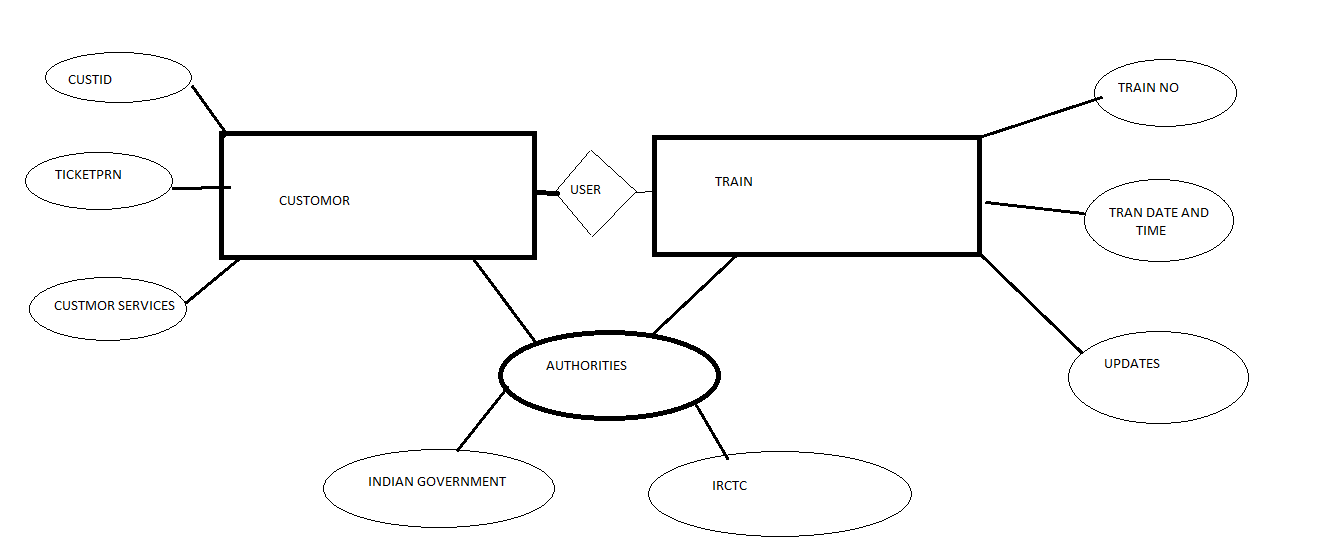 CUSTID
TRAIN NO
TICKETPRN
CUSTOMOR
USER
TRAIN
TRAN DATE AND
TIME
CUSTMOR SERVICES
AUTHORITIES
UPDATES
INDIAN GOVERNMENT
IRCTC